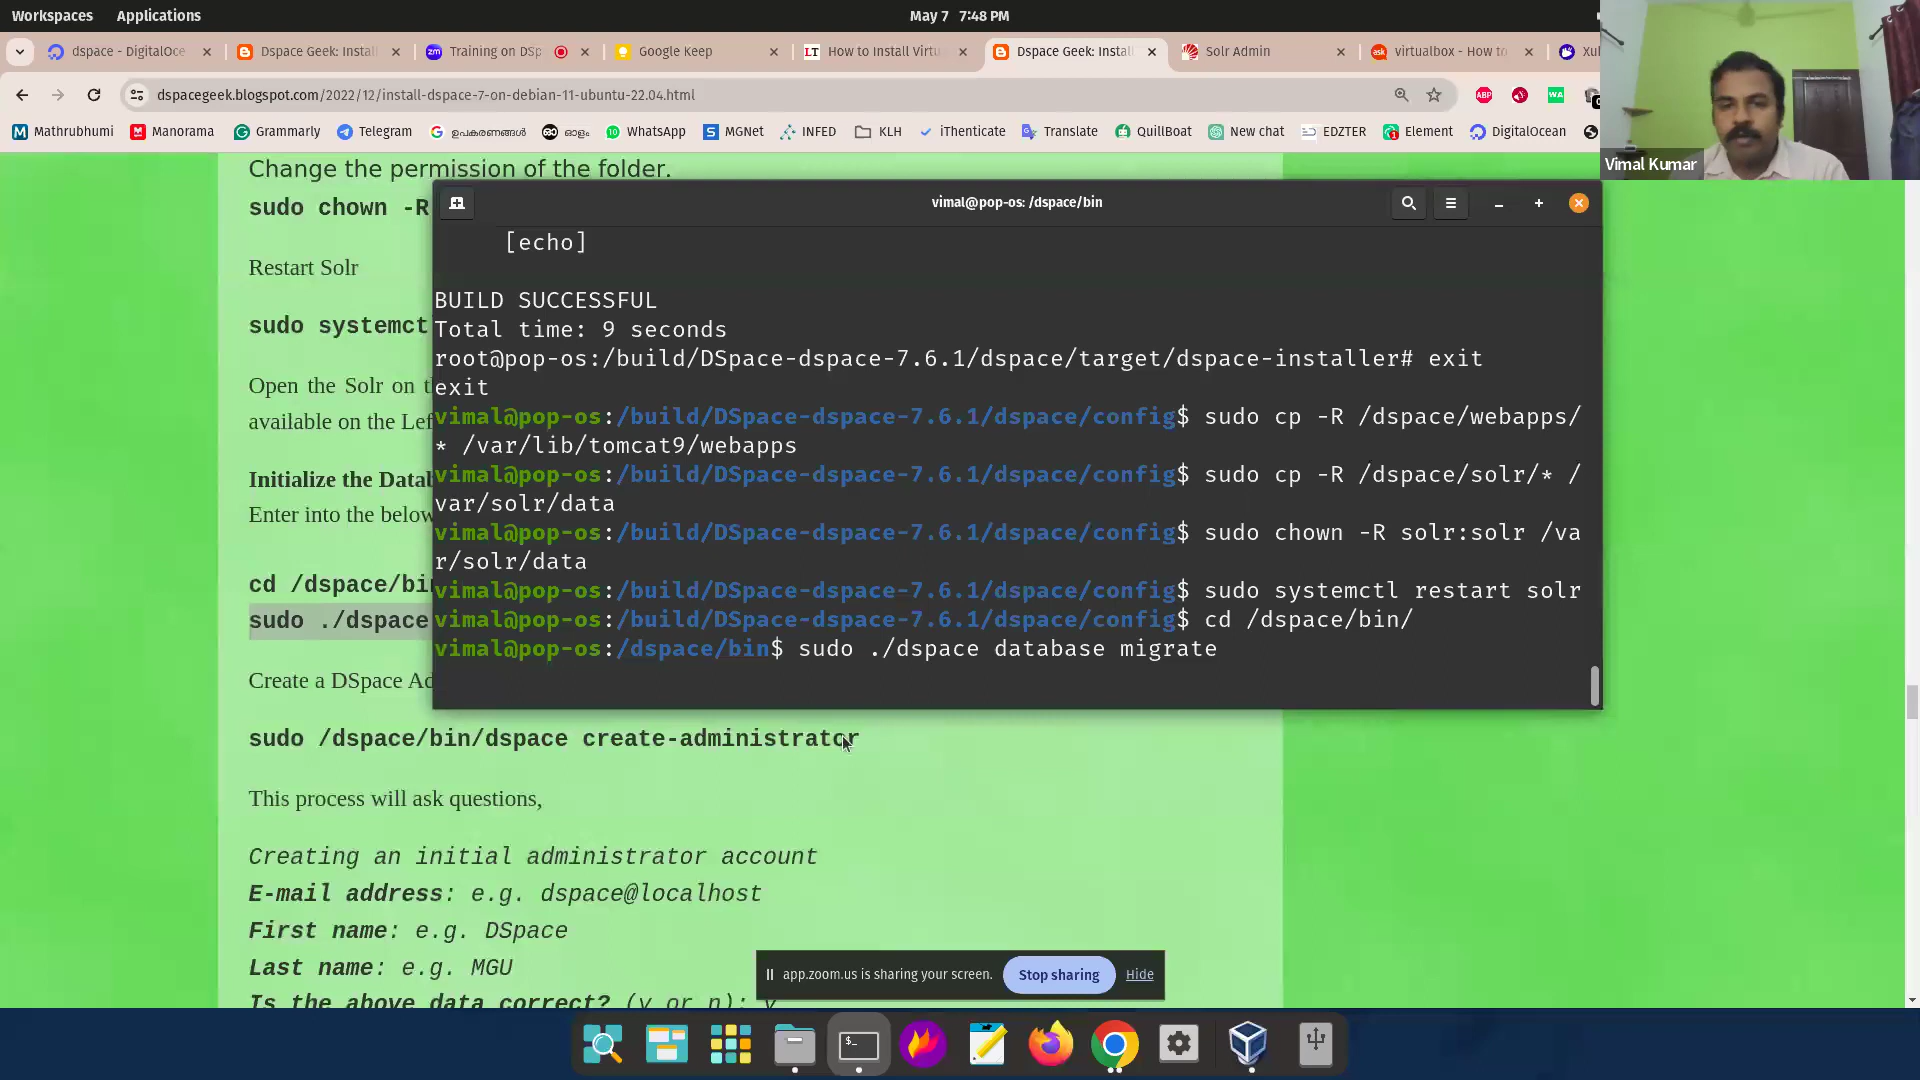 Workspaces
Applications
May 7 7:48 PM
dspace - DigitalOce
Dspace Geek: Instal
Training on DSp
Google Keep
LT How to Install Virtu
Dspace Geek: Insta
Solr Admin
ask virtualbox - How to
Xul
dspacegeek.blogspot.com/2022/12/install-dspace-7-on-debian-11-ubuntu-22.04.html
ABP
WA
Mathrubhumi
Manorama
Grammarly
Telegram
ഉപകരണങ്ങൾ
ഓളം
WhatsApp
MGNet
INFED
KLH
iThenticate
Translate
QuillBoat
New chat
EDZTER
Element
DigitalOcean
Vimal Kumar
Change the permission of the folder.
sudo chown -R
Restart Solr
sudo systemct
Open the Solr on t
available on the Lef
Initialize the Datab
Enter into the below
cd /dspace/bin
sudo ./dspace
Create a DSpace Ad
vimal@pop-os: /dspace/bin
[echo]
BUILD SUCCESSFUL
Total time: 9 seconds
root@pop-os:/build/DSpace-dspace-7.6.1/dspace/target/dspace-installer# exit
exit
vimal@pop-os:/build/DSpace-dspace-7.6.1/dspace/config$ sudo cp -R /dspace/webapps/
* /var/lib/tomcat9/webapps
vimal@pop-os:/build/DSpace-dspace-7.6.1/dspace/config$ sudo cp -R /dspace/solr/* /
var/solr/data
vimal@pop-os:/build/DSpace-dspace-7.6.1/dspace/config$ sudo chown -R solr:solr /va
r/solr/data
vimal@pop-os:/build/DSpace-dspace-7.6.1/dspace/config$ sudo systemctl restart solr
vimal@pop-os:/build/DSpace-dspace-7.6.1/dspace/config$ cd /dspace/bin/
vimal@pop-os:/dspace/bin$ sudo ./dspace database migrate
sudo /dspace/bin/dspace create-administrator
This process will ask questions,
Creating an initial administrator account
E-mail address: e.g. dspace@localhost
First name: e.g. DSpace
Last name: e.g. MGU
Is the above data correct? (y or n): y
app.zoom.us is sharing your screen.
Stop sharing
Hide